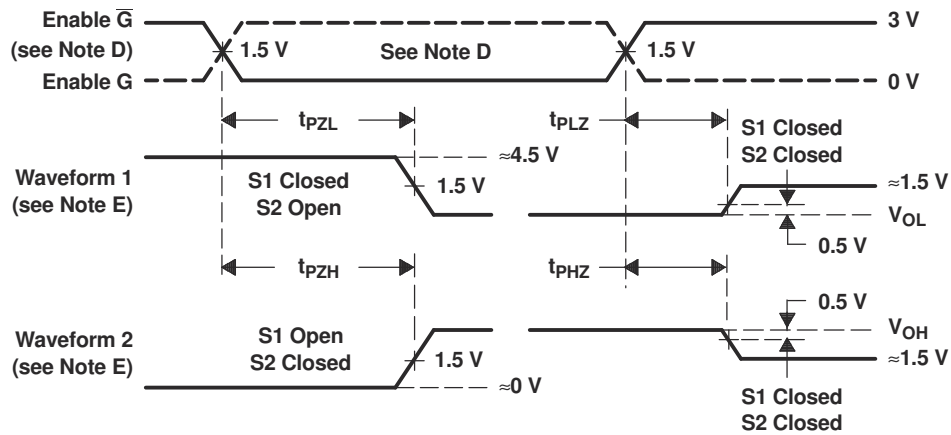 Enable G̅
(see Note D)
Enable G
1.5 V
See Note D
1.5 V
3 V
0 V
tPZL
tPLZ
S1 Closed
S2 Closed
Waveform 1
(see Note E)
S1 Closed
S2 Open
≈4.5 V
1.5 V
≈1.5 V
VOL
0.5 V
tPZH
tPHZ
0.5 V
Waveform 2
(see Note E)
S1 Open
S2 Closed
1.5 V
≈0 V
VOH
≈1.5 V
S1 Closed
S2 Closed